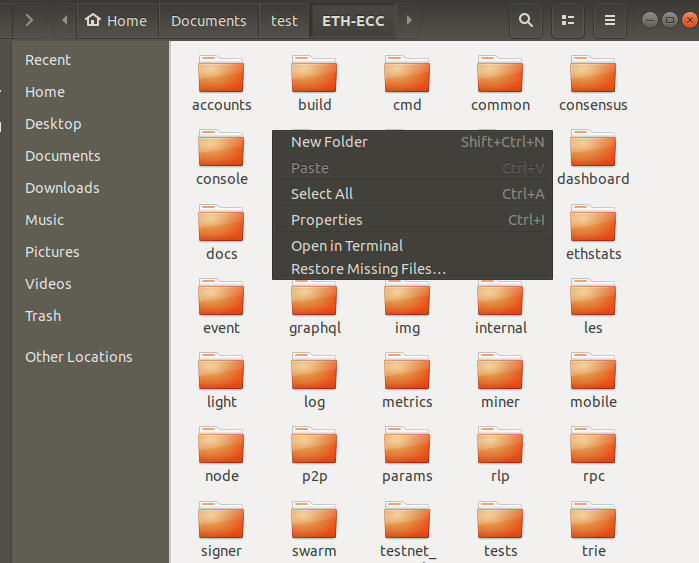 Home Documents test ETH-ECC
Recent
Home
Desktop
Documents
Downloads
Music
Pictures
Videos
Trash
Other Locations
accounts build cmd common consensus
console dashboard
docs ethstats
event graphql img internal les
light log metrics miner mobile
node p2p params rlp rpc
signer swarm testnet_ tests trie
New Folder Shift+Ctrl+N
Paste Ctrl+V
Select All Ctrl+A
Properties Ctrl+I
Open in Terminal
Restore Missing Files...